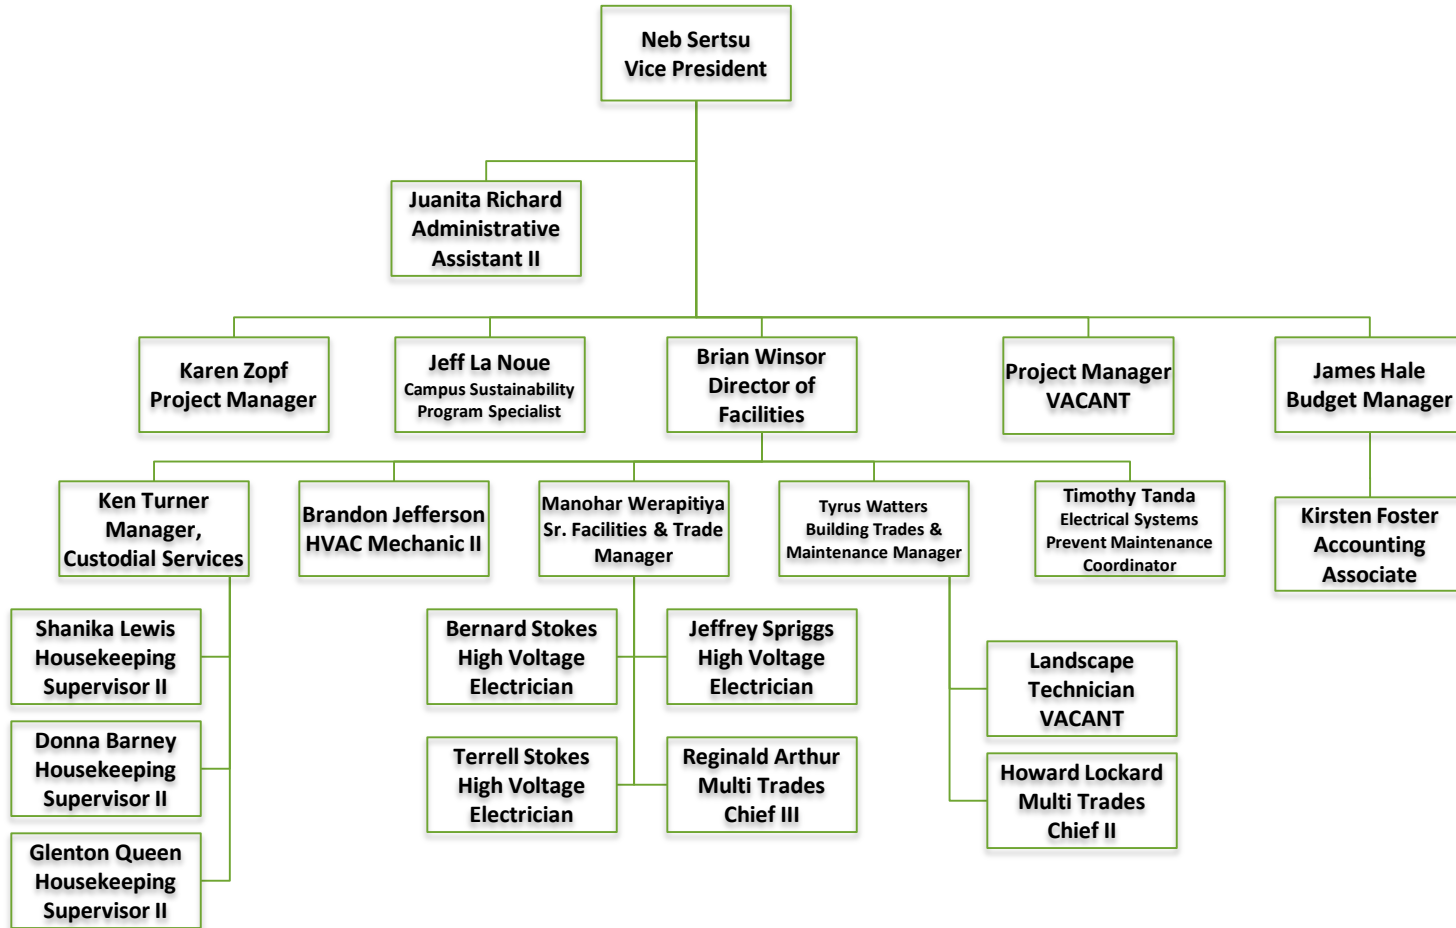 Neb Sertsu
Vice President
Juanita Richard
Administrative
Assistant II
Karen Zopf
Project Manager
Jeff La Noue
Campus Sustainability
Program Specialist
Brian Winsor
Director of
Facilities
Project Manager
VACANT
James Hale
Budget Manager
Ken Turner
Manager,
Custodial Services
Brandon Jefferson
HVAC Mechanic II
Manohar Werapitiya
Sr. Facilities & Trade
Manager
Tyrus Watters
Building Trades &
Maintenance Manager
Timothy Tanda
Electrical Systems
Prevent Maintenance
Coordinator
Kirsten Foster
Accounting
Associate
Shanika Lewis
Housekeeping
Supervisor II
Bernard Stokes
High Voltage
Electrician
Jeffrey Spriggs
High Voltage
Electrician
Landscape
Technician
VACANT
Donna Barney
Housekeeping
Supervisor II
Terrell Stokes
High Voltage
Electrician
Reginald Arthur
Multi Trades
Chief III
Howard Lockard
Multi Trades
Chief II
Glenton Queen
Housekeeping
Supervisor II